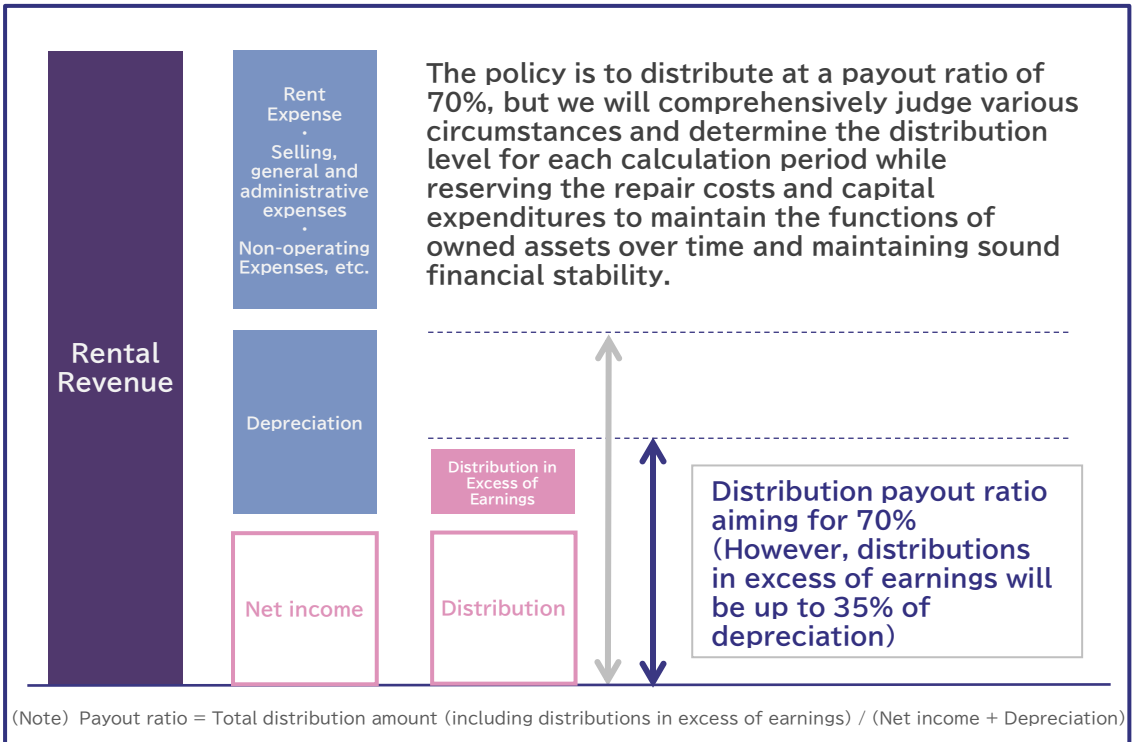 Rental
Revenue
Rent
Expense
・
Selling,
general and
administrative
expenses
・
Non-operating
Expenses, etc.
Depreciation
Net income
The policy is to distribute at a payout ratio of
70%, but we will comprehensively judge various
circumstances and determine the distribution
level for each calculation period while
reserving the repair costs and capital
expenditures to maintain the functions of
owned assets over time and maintaining sound
financial stability.
Distribution in
Excess of
Earnings
Distribution
Distribution payout ratio
aiming for 70%
(However, distributions
in excess of earnings will
be up to 35% of
depreciation)
(Note) Payout ratio = Total distribution amount (including distributions in excess of earnings) / (Net income + Depreciation)